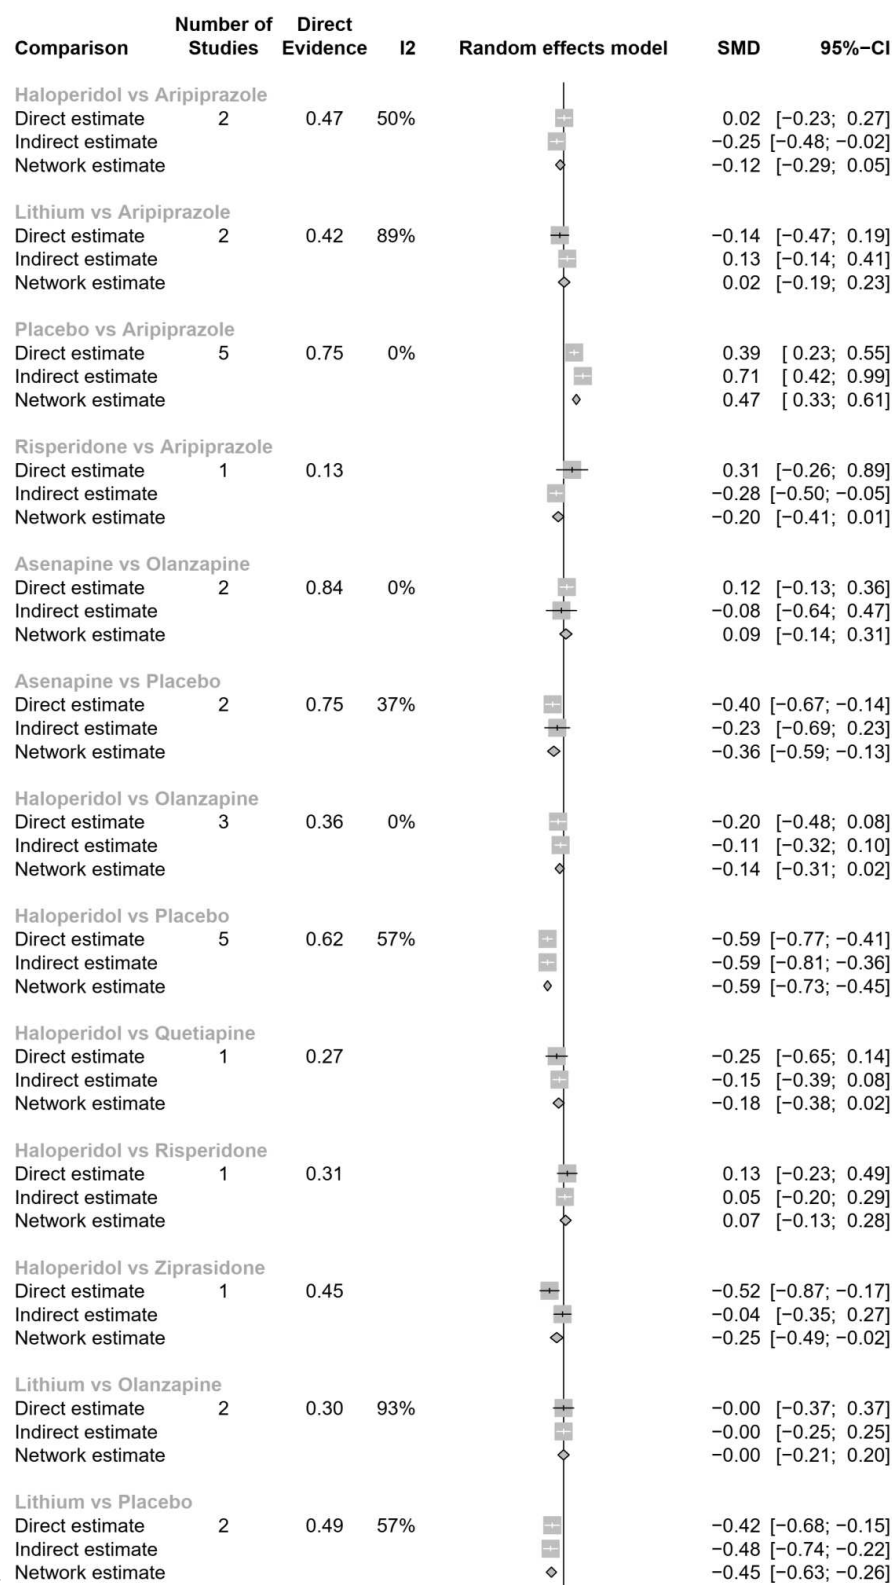 Number of Direct
Comparison Studies Evidence I2 Random effects model SMD 95%−CI
Haloperidol vs Aripiprazole
Direct estimate 2 0.47 50% 0.02 [−0.23; 0.27]
Indirect estimate −0.25 [−0.48; −0.02]
Network estimate −0.12 [−0.29; 0.05]
Lithium vs Aripiprazole
Direct estimate 2 0.42 89% −0.14 [−0.47; 0.19]
Indirect estimate 0.13 [−0.14; 0.41]
Network estimate 0.02 [−0.19; 0.23]
Placebo vs Aripiprazole
Direct estimate 5 0.75 0% 0.39 [ 0.23; 0.55]
Indirect estimate 0.71 [ 0.42; 0.99]
Network estimate 0.47 [ 0.33; 0.61]
Risperidone vs Aripiprazole
Direct estimate 1 0.13 0.31 [−0.26; 0.89]
Indirect estimate −0.28 [−0.50; −0.05]
Network estimate −0.20 [−0.41; 0.01]
Asenapine vs Olanzapine
Direct estimate 2 0.84 0% 0.12 [−0.13; 0.36]
Indirect estimate −0.08 [−0.64; 0.47]
Network estimate 0.09 [−0.14; 0.31]
Asenapine vs Placebo
Direct estimate 2 0.75 37% −0.40 [−0.67; −0.14]
Indirect estimate −0.23 [−0.69; 0.23]
Network estimate −0.36 [−0.59; −0.13]
Haloperidol vs Olanzapine
Direct estimate 3 0.36 0% −0.20 [−0.48; 0.08]
Indirect estimate −0.11 [−0.32; 0.10]
Network estimate −0.14 [−0.31; 0.02]
Haloperidol vs Placebo
Direct estimate 5 0.62 57% −0.59 [−0.77; −0.41]
Indirect estimate −0.59 [−0.81; −0.36]
Network estimate −0.59 [−0.73; −0.45]
Haloperidol vs Quetiapine
Direct estimate 1 0.27 −0.25 [−0.65; 0.14]
Indirect estimate −0.15 [−0.39; 0.08]
Network estimate −0.18 [−0.38; 0.02]
Haloperidol vs Risperidone
Direct estimate 1 0.31 0.13 [−0.23; 0.49]
Indirect estimate 0.05 [−0.20; 0.29]
Network estimate 0.07 [−0.13; 0.28]
Haloperidol vs Ziprasidone
Direct estimate 1 0.45 −0.52 [−0.87; −0.17]
Indirect estimate −0.04 [−0.35; 0.27]
Network estimate −0.25 [−0.49; −0.02]
Lithium vs Olanzapine
Direct estimate 2 0.30 93% −0.00 [−0.37; 0.37]
Indirect estimate −0.00 [−0.25; 0.25]
Network estimate −0.00 [−0.21; 0.20]
Lithium vs Placebo
Direct estimate 2 0.49 57% −0.42 [−0.68; −0.15]
Indirect estimate −0.48 [−0.74; −0.22]
Network estimate −0.45 [−0.63; −0.26]